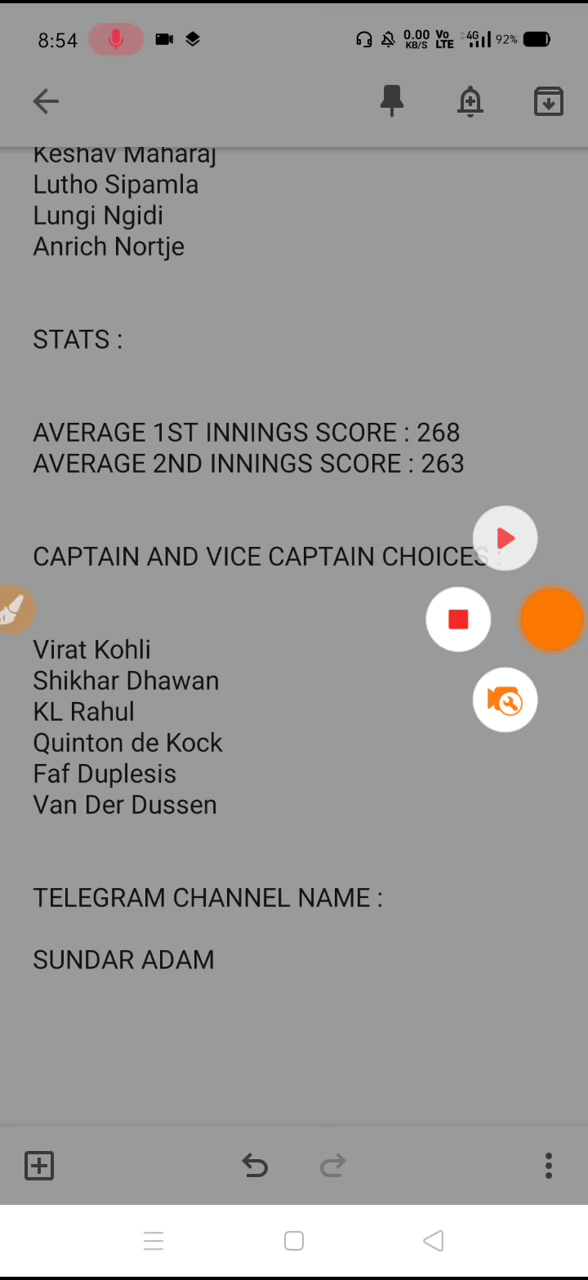 8:54
0.00 KB/S
Vo LTE
4G
92%
Keshav Maharaj
Lutho Sipamla
Lungi Ngidi
Anrich Nortje
STATS :
AVERAGE 1ST INNINGS SCORE : 268
AVERAGE 2ND INNINGS SCORE : 263
CAPTAIN AND VICE CAPTAIN CHOICES :
Virat Kohli
Shikhar Dhawan
KL Rahul
Quinton de Kock
Faf Duplesis
Van Der Dussen
TELEGRAM CHANNEL NAME :
SUNDAR ADAM